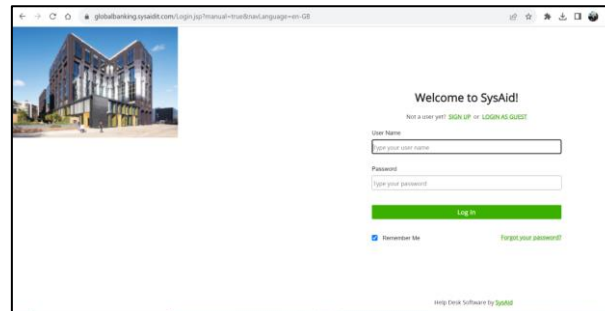 globalbanking.sysaidit.com/Login.jsp?manual=true&navLanguage=en-GB
Welcome to SysAid!
Not a user yet? SIGN UP or LOGIN AS GUEST
User Name
Type your user name
Password
Type your password
Log In
Remember Me
Forgot your password?
Help Desk Software by SysAid